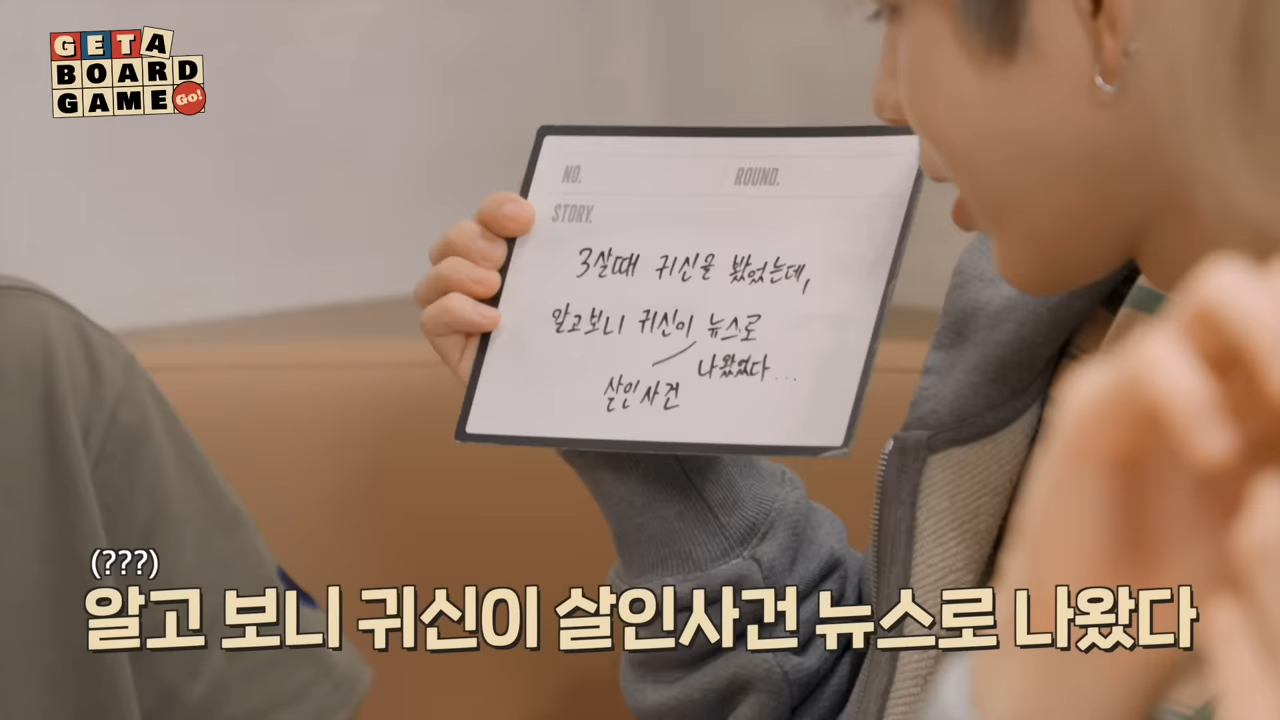 GET A
BOARD
GAME Go!
NO. ROUND.
STORY.
3살때 귀신을 봤었는데,
알고보니 귀신이 뉴스로
나왔었다...
살인사건
(???)
알고 보니 귀신이 살인사건 뉴스로 나왔다